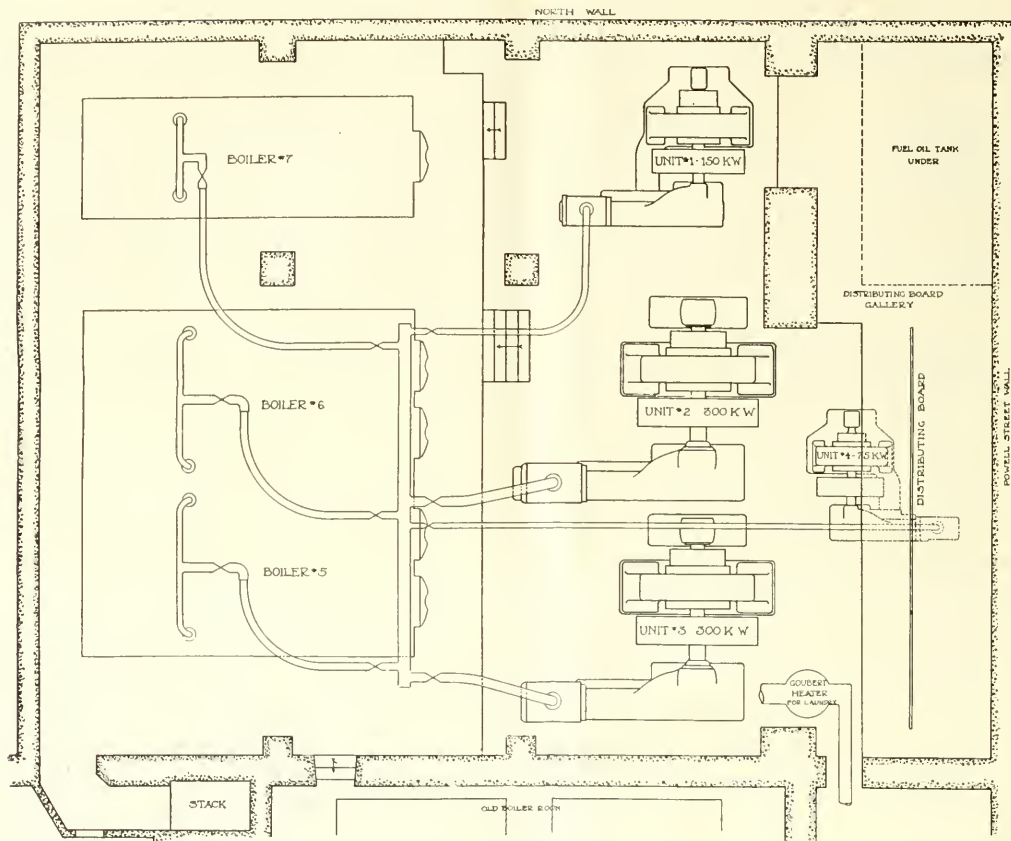 NORTH WALL
BOILER #7
UNIT #1 - 150 KW
FUEL OIL TANK
UNDER
DISTRIBUTING BOARD
GALLERY
BOILER #6
UNIT #2 300 KW
UNIT #4 - 75 KW
DISTRIBUTING BOARD
POWELL STREET WALL
BOILER #5
UNIT #3 300 KW
GOUBERT
HEATER
FOR LAUNDRY
STACK
OLD BOILER ROOM